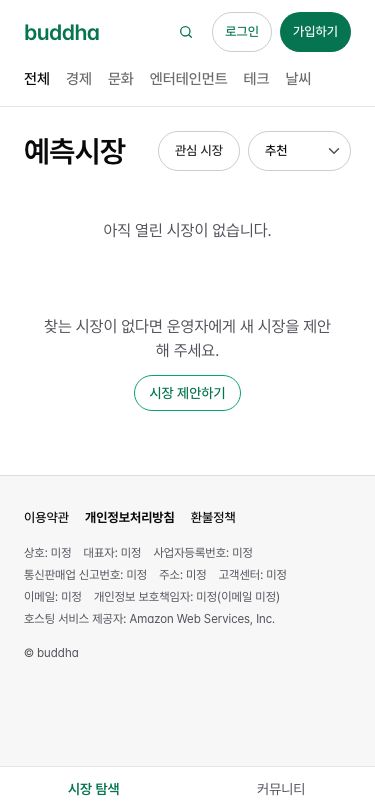 buddha
로그인
가입하기
전체 경제 문화 엔터테인먼트 테크 날씨
예측시장
관심 시장
추천
아직 열린 시장이 없습니다.
찾는 시장이 없다면 운영자에게 새 시장을 제안
해 주세요.
시장 제안하기
이용약관 개인정보처리방침 환불정책
상호: 미정 대표자: 미정 사업자등록번호: 미정
통신판매업 신고번호: 미정 주소: 미정 고객센터: 미정
이메일: 미정 개인정보 보호책임자: 미정(이메일 미정)
호스팅 서비스 제공자: Amazon Web Services, Inc.
© buddha
시장 탐색 커뮤니티